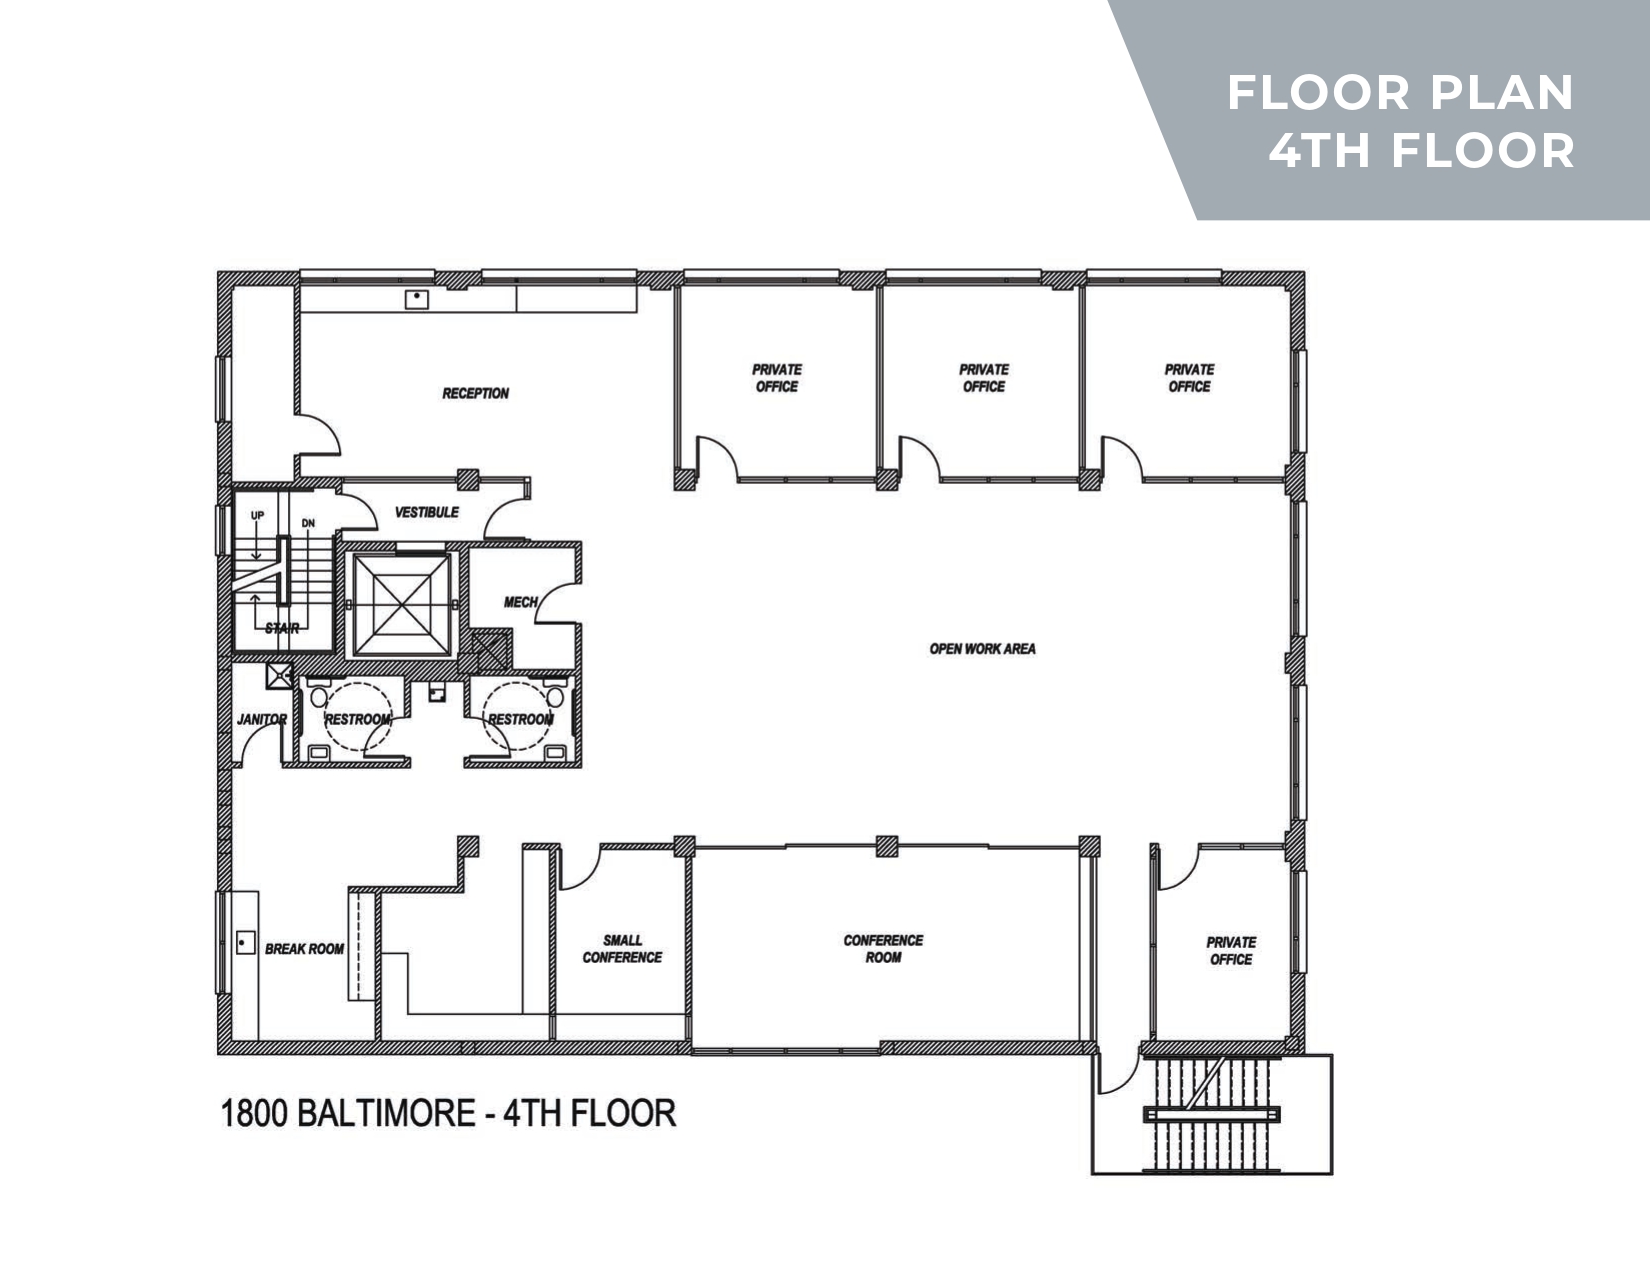 FLOOR PLAN
4TH FLOOR
PRIVATE
OFFICE
PRIVATE
OFFICE
PRIVATE
OFFICE
RECEPTION
VESTIBULE
UP
DN
STAIR
MECH
OPEN WORK AREA
JANITOR
RESTROOM
RESTROOM
BREAK ROOM
SMALL
CONFERENCE
CONFERENCE
ROOM
PRIVATE
OFFICE
1800 BALTIMORE - 4TH FLOOR